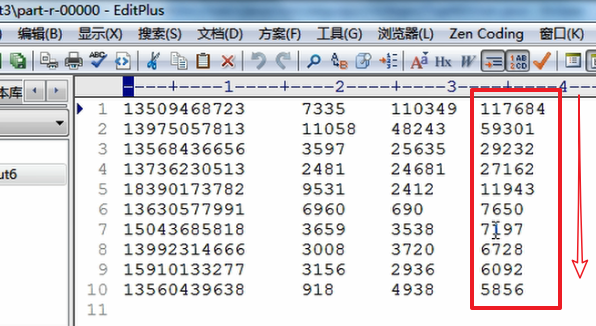 t3\part-r-00000 - EditPlus
编辑(B) 显示(X) 搜索(S) 文档(D) 方案(F) 工具(G) 浏览器(L) Zen Coding 窗口(K)
ABC Hx W 1AB 2CD
本库 ----+----1----+----2----+----3----+----4----
1 13509468723 7335 110349 117684
2 13975057813 11058 48243 59301
3 13568436656 3597 25635 29232
4 13736230513 2481 24681 27162
5 18390173782 9531 2412 11943
6 13630577991 6960 690 7650
7 15043685818 3659 3538 7197
8 13992314666 3008 3720 6728
9 15910133277 3156 2936 6092
10 13560439638 918 4938 5856
11
ut6